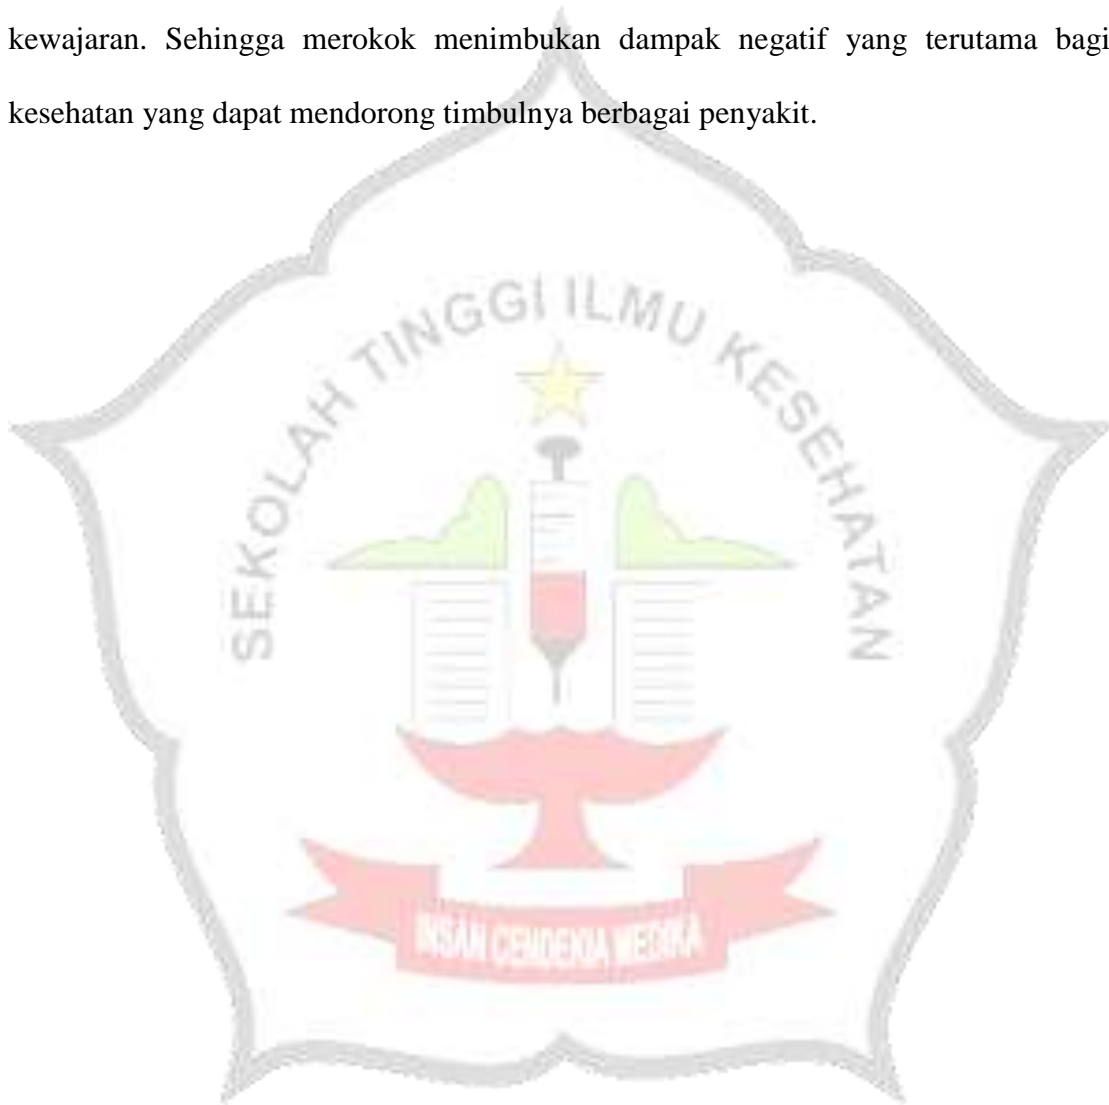 kewajaran. Sehingga merokok menimbukan dampak negatif yang terutama bagi
kesehatan yang dapat mendorong timbulnya berbagai penyakit.
SEKOLAH TINGGI ILMU KESEHATAN
INSAN CENDEKIA MEDIKA